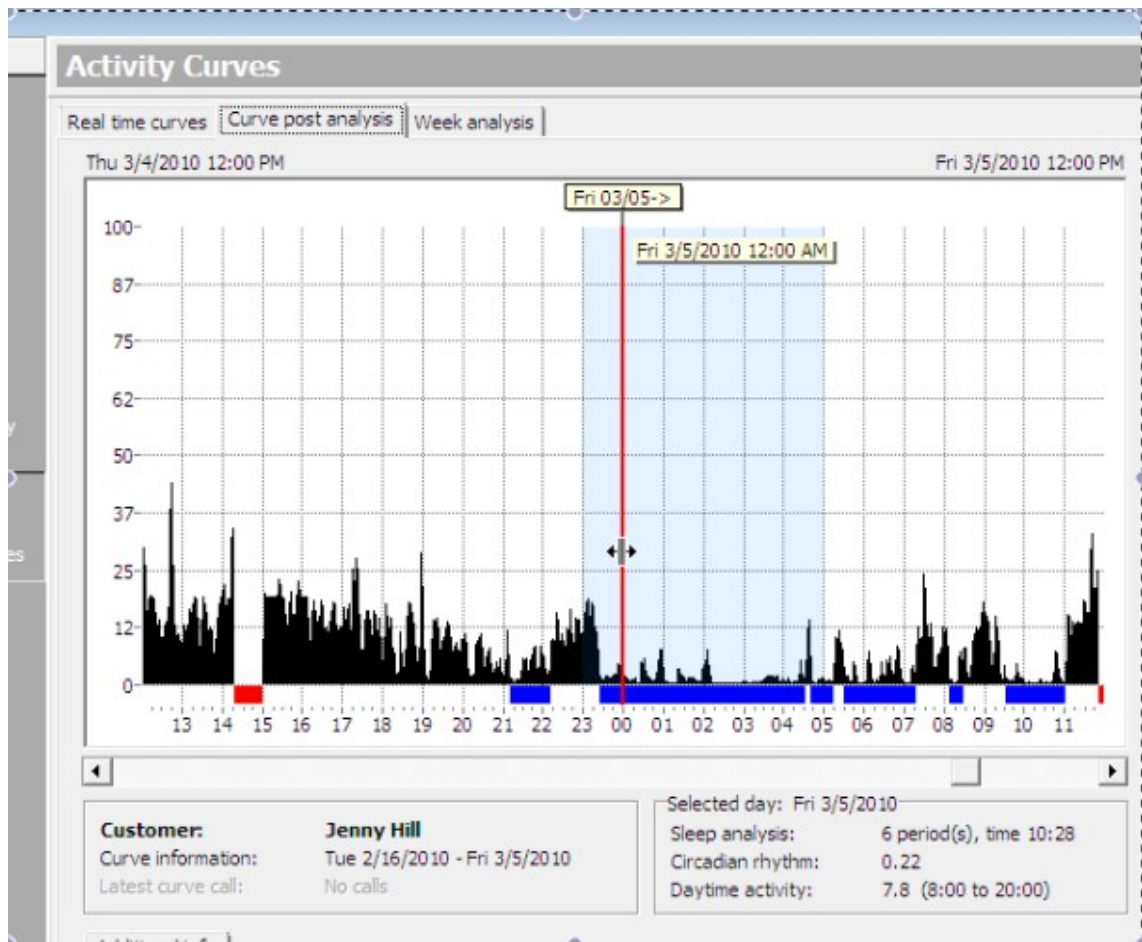 Activity Curves
Real time curves Curve post analysis Week analysis
Thu 3/4/2010 12:00 PM Fri 3/5/2010 12:00 PM
Fri 03/05->
Fri 3/5/2010 12:00 AM
100
87
75
62
50
37
25
12
0
13 14 15 16 17 18 19 20 21 22 23 00 01 02 03 04 05 06 07 08 09 10 11
Customer: Jenny Hill
Curve information: Tue 2/16/2010 - Fri 3/5/2010
Latest curve call: No calls
Selected day: Fri 3/5/2010
Sleep analysis: 6 period(s), time 10:28
Circadian rhythm: 0.22
Daytime activity: 7.8 (8:00 to 20:00)